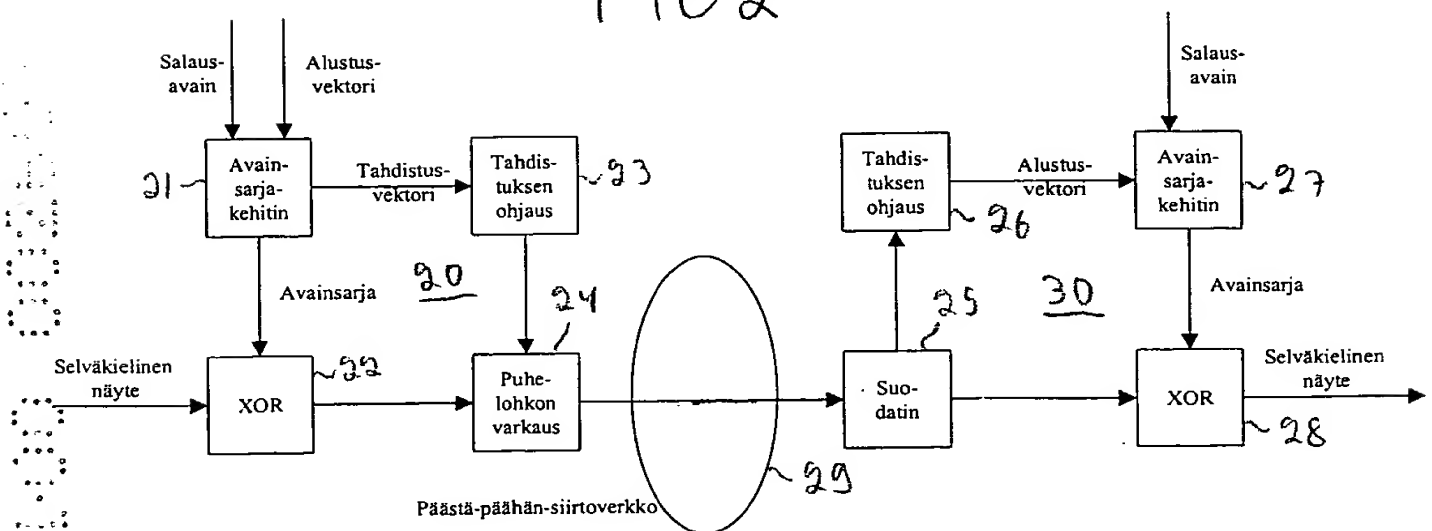 FIG 2
Salaus-
avain
Alustus-
vektori
Avain-
sarja-
kehitin
21
Tahdistus-
vektori
Tahdis-
tuksen
ohjaus
23
Avainsarja
20
24
Selväkielinen
näyte
XOR
22
Puhe-
lohkon
varkaus
29
Päästä-päähän-siirtoverkko
Salaus-
avain
Tahdis-
tuksen
ohjaus
26
Alustus-
vektori
Avain-
sarja-
kehitin
27
25
30
Avainsarja
Suo-
datin
XOR
28
Selväkielinen
näyte